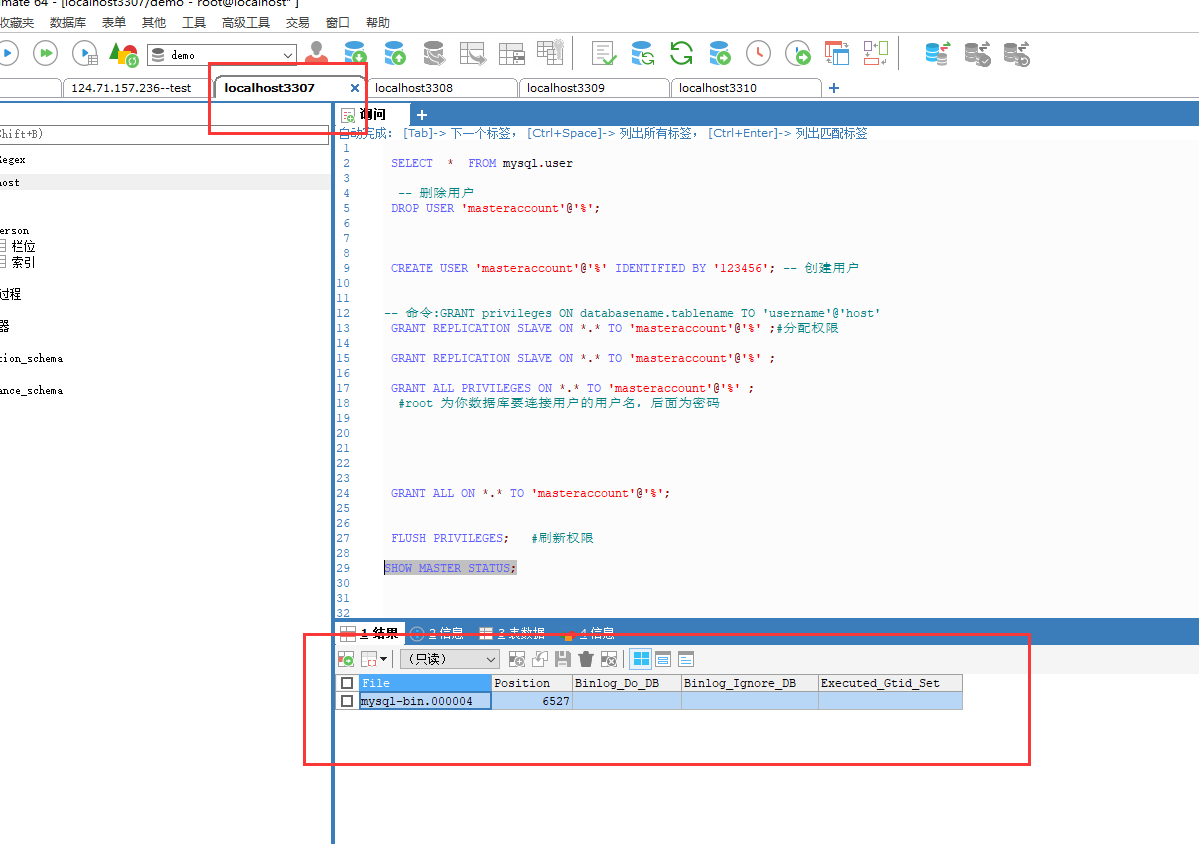 mate 64 - [localhost3307/demo - root@localhost* ]
收藏夹 数据库 表单 其他 工具 高级工具 交易 窗口 帮助
demo
124.71.157.236--test localhost3307 localhost3308 localhost3309 localhost3310
询问
自动完成: [Tab]-> 下一个标签, [Ctrl+Space]-> 列出所有标签, [Ctrl+Enter]-> 列出匹配标签
hift+B)
Regex
host
erson
栏位
索引
过程
器
tion_schema
ance_schema
1
2 SELECT * FROM mysql.user
3
4 -- 删除用户
5 DROP USER 'masteraccount'@'%';
6
7
8
9 CREATE USER 'masteraccount'@'%' IDENTIFIED BY '123456'; -- 创建用户
10
11
12 -- 命令:GRANT privileges ON databasename.tablename TO 'username'@'host'
13 GRANT REPLICATION SLAVE ON *.* TO 'masteraccount'@'%' ;#分配权限
14
15 GRANT REPLICATION SLAVE ON *.* TO 'masteraccount'@'%' ;
16
17 GRANT ALL PRIVILEGES ON *.* TO 'masteraccount'@'%' ;
18 #root 为你数据库要连接用户的用户名，后面为密码
19
20
21
22
23
24 GRANT ALL ON *.* TO 'masteraccount'@'%';
25
26
27 FLUSH PRIVILEGES; #刷新权限
28
29 SHOW MASTER STATUS;
30
31
32
1 结果 2 信息 3 表数据 4 信息
(只读)
File Position Binlog_Do_DB Binlog_Ignore_DB Executed_Gtid_Set
mysql-bin.000004 6527